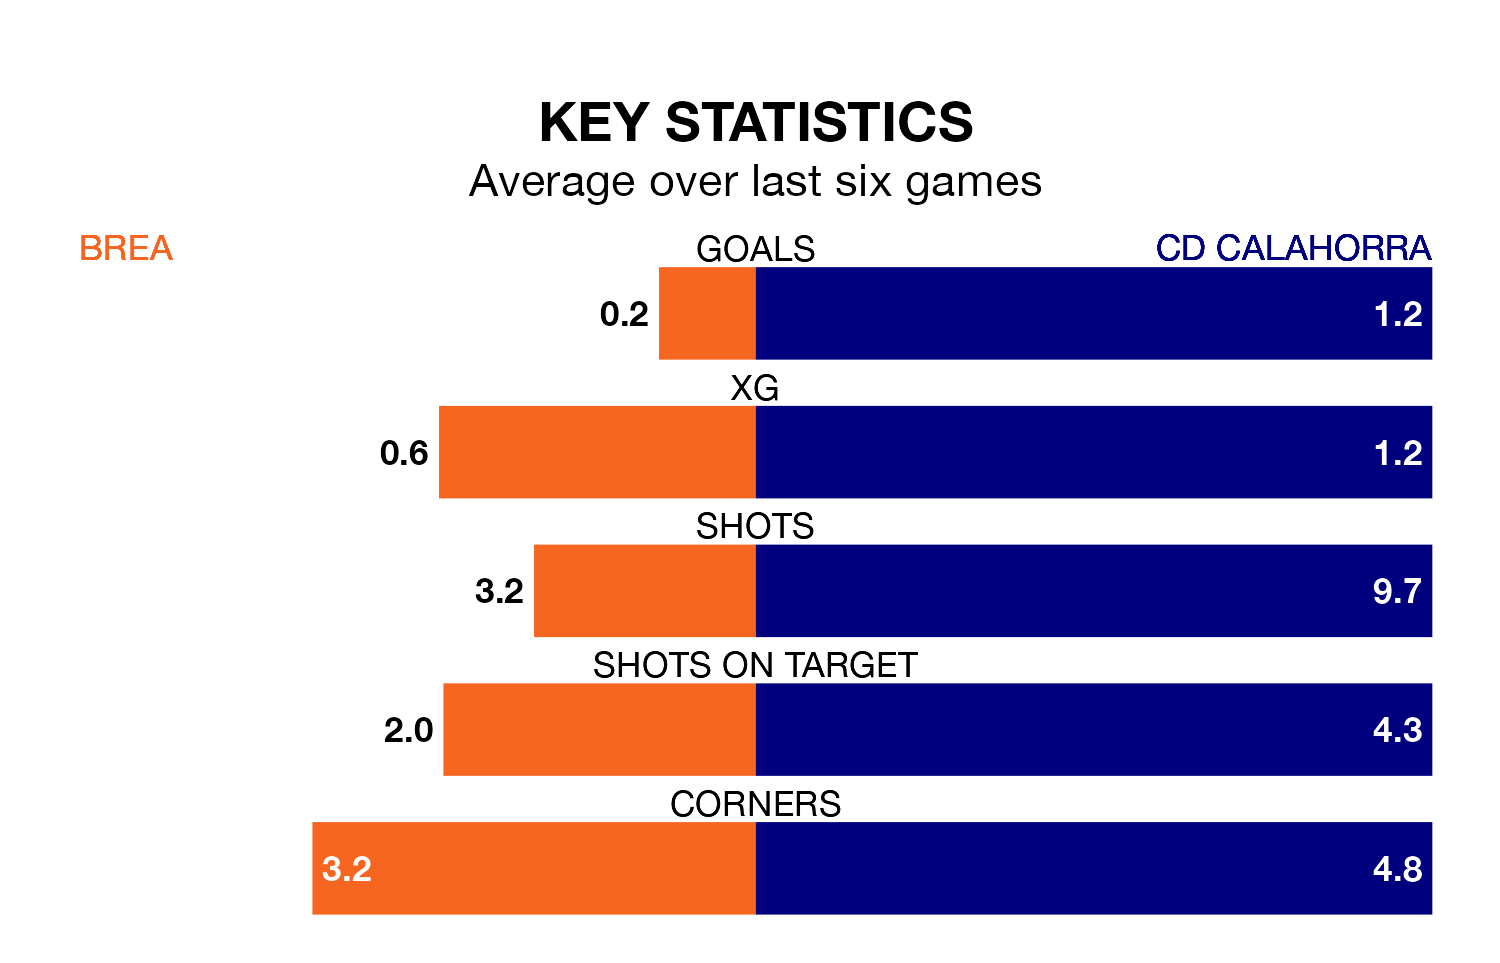 KEY STATISTICS
Average over last six games
BREA GOALS CD CALAHORRA
0.2 1.2
XG
0.6 1.2
SHOTS
3.2 9.7
SHOTS ON TARGET
2.0 4.3
CORNERS
3.2 4.8